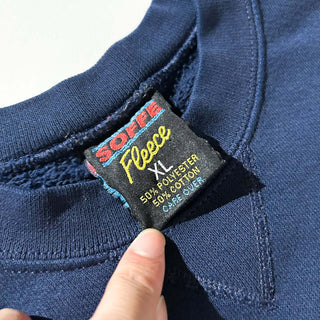 SOFFE
Fleece
XL
50% POLYESTER
50% COTTON
CARE OVER